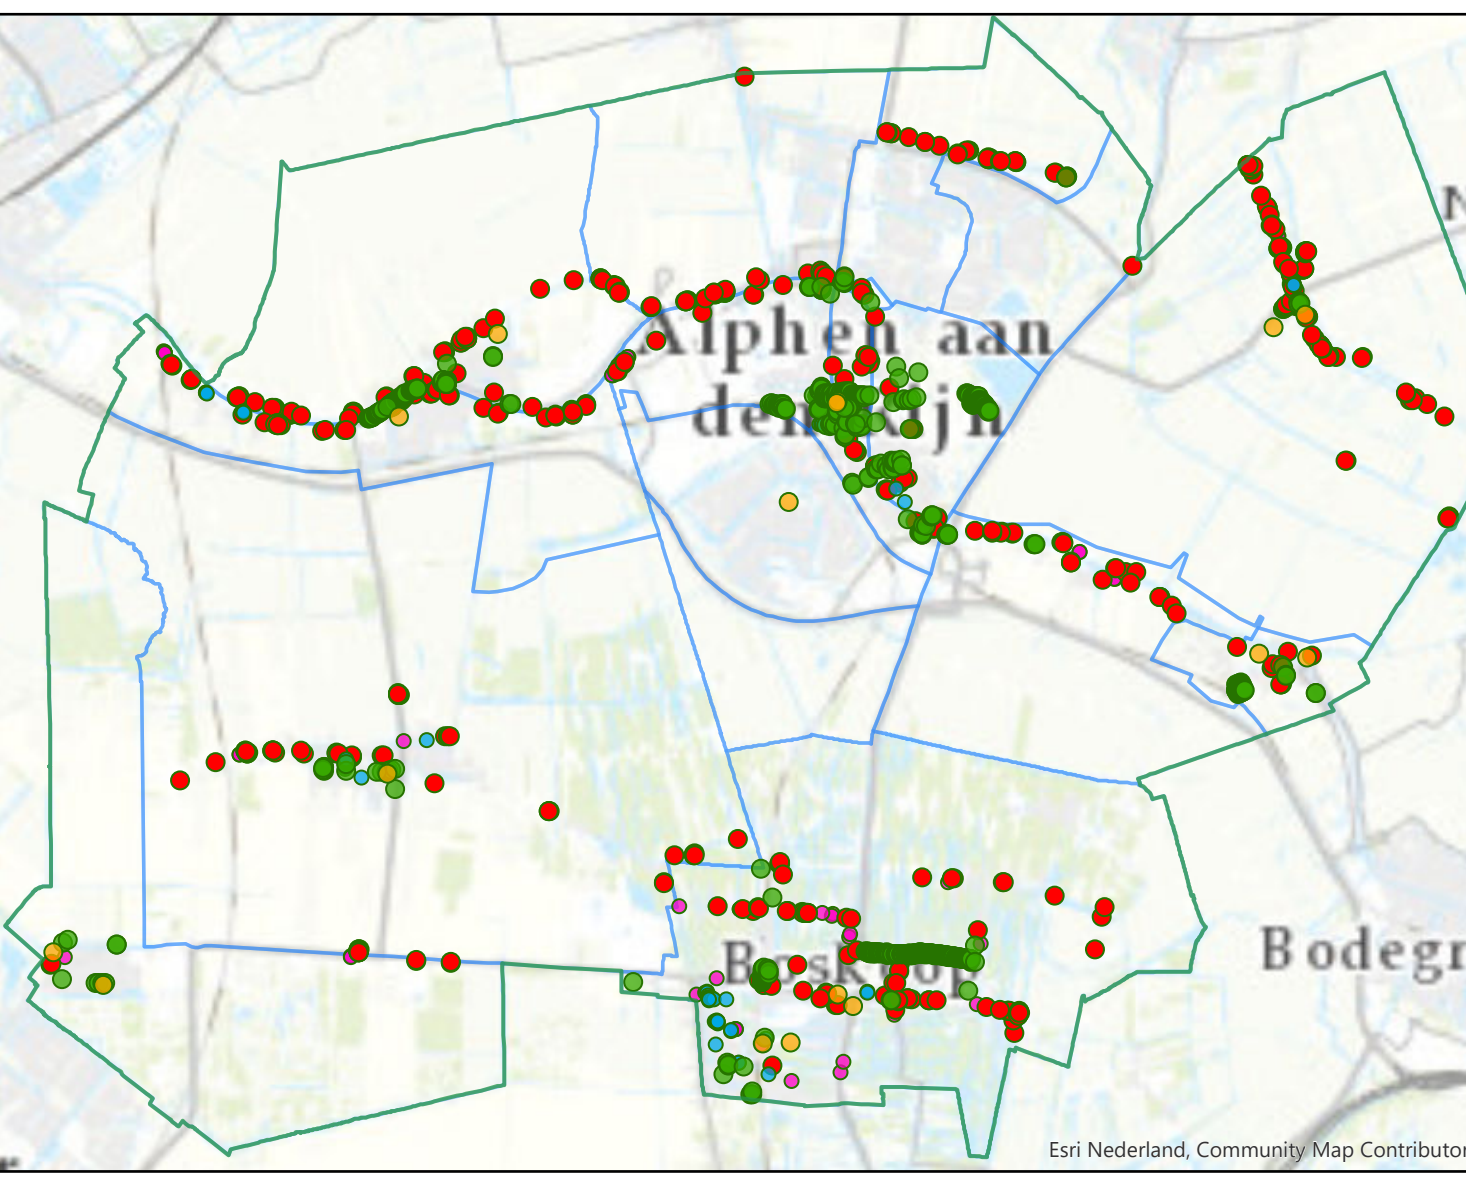 N
Alphen aan
den Rijn
Boskoop
Bodegr
Esri Nederland, Community Map Contributor